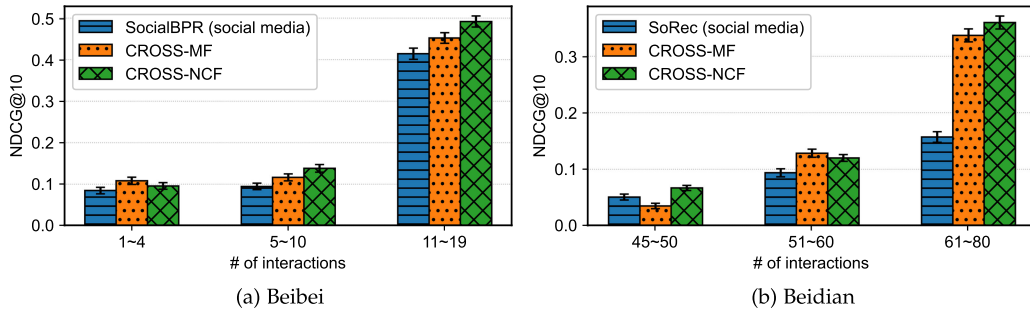 NDCG@10
0.5
0.4
0.3
0.2
0.1
0.0
SocialBPR (social media)
CROSS-MF
CROSS-NCF
1~4 5~10 11~19
# of interactions
(a) Beibei
NDCG@10
0.3
0.2
0.1
0.0
SoRec (social media)
CROSS-MF
CROSS-NCF
45~50 51~60 61~80
# of interactions
(b) Beidian